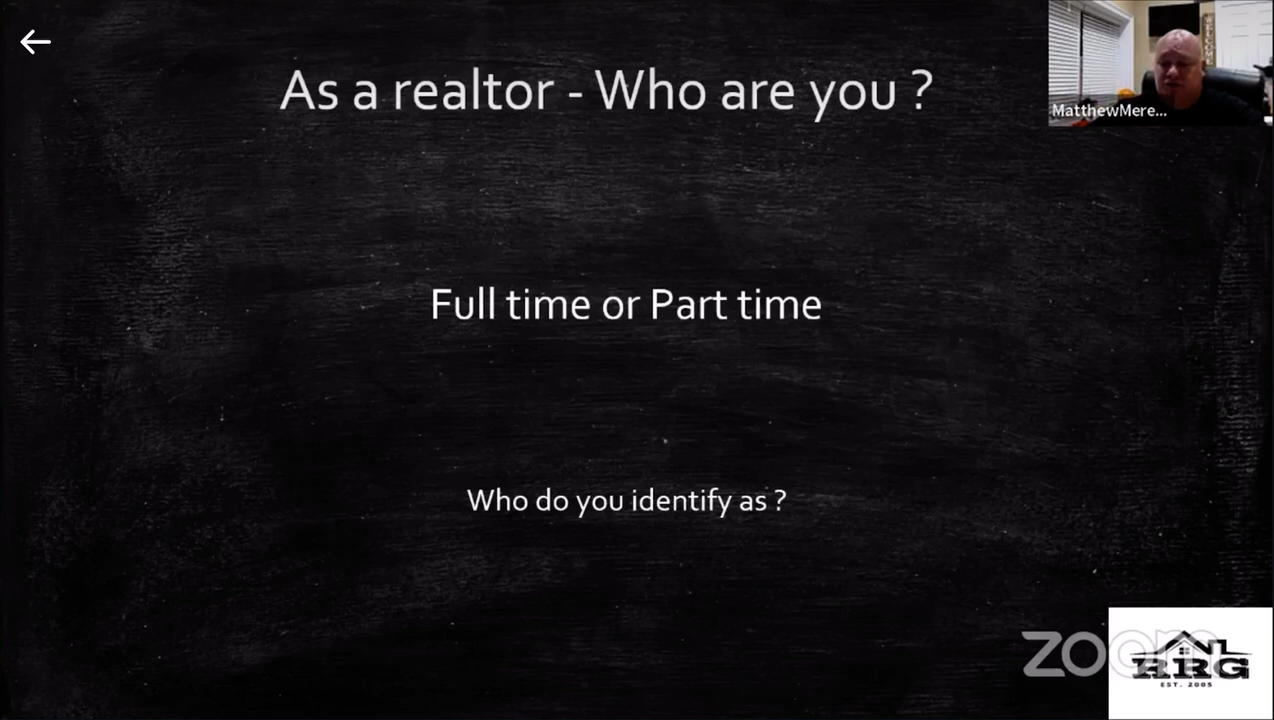 As a realtor - Who are you ?
MatthewMere...
Full time or Part time
Who do you identify as ?
zoom
EST. 2005